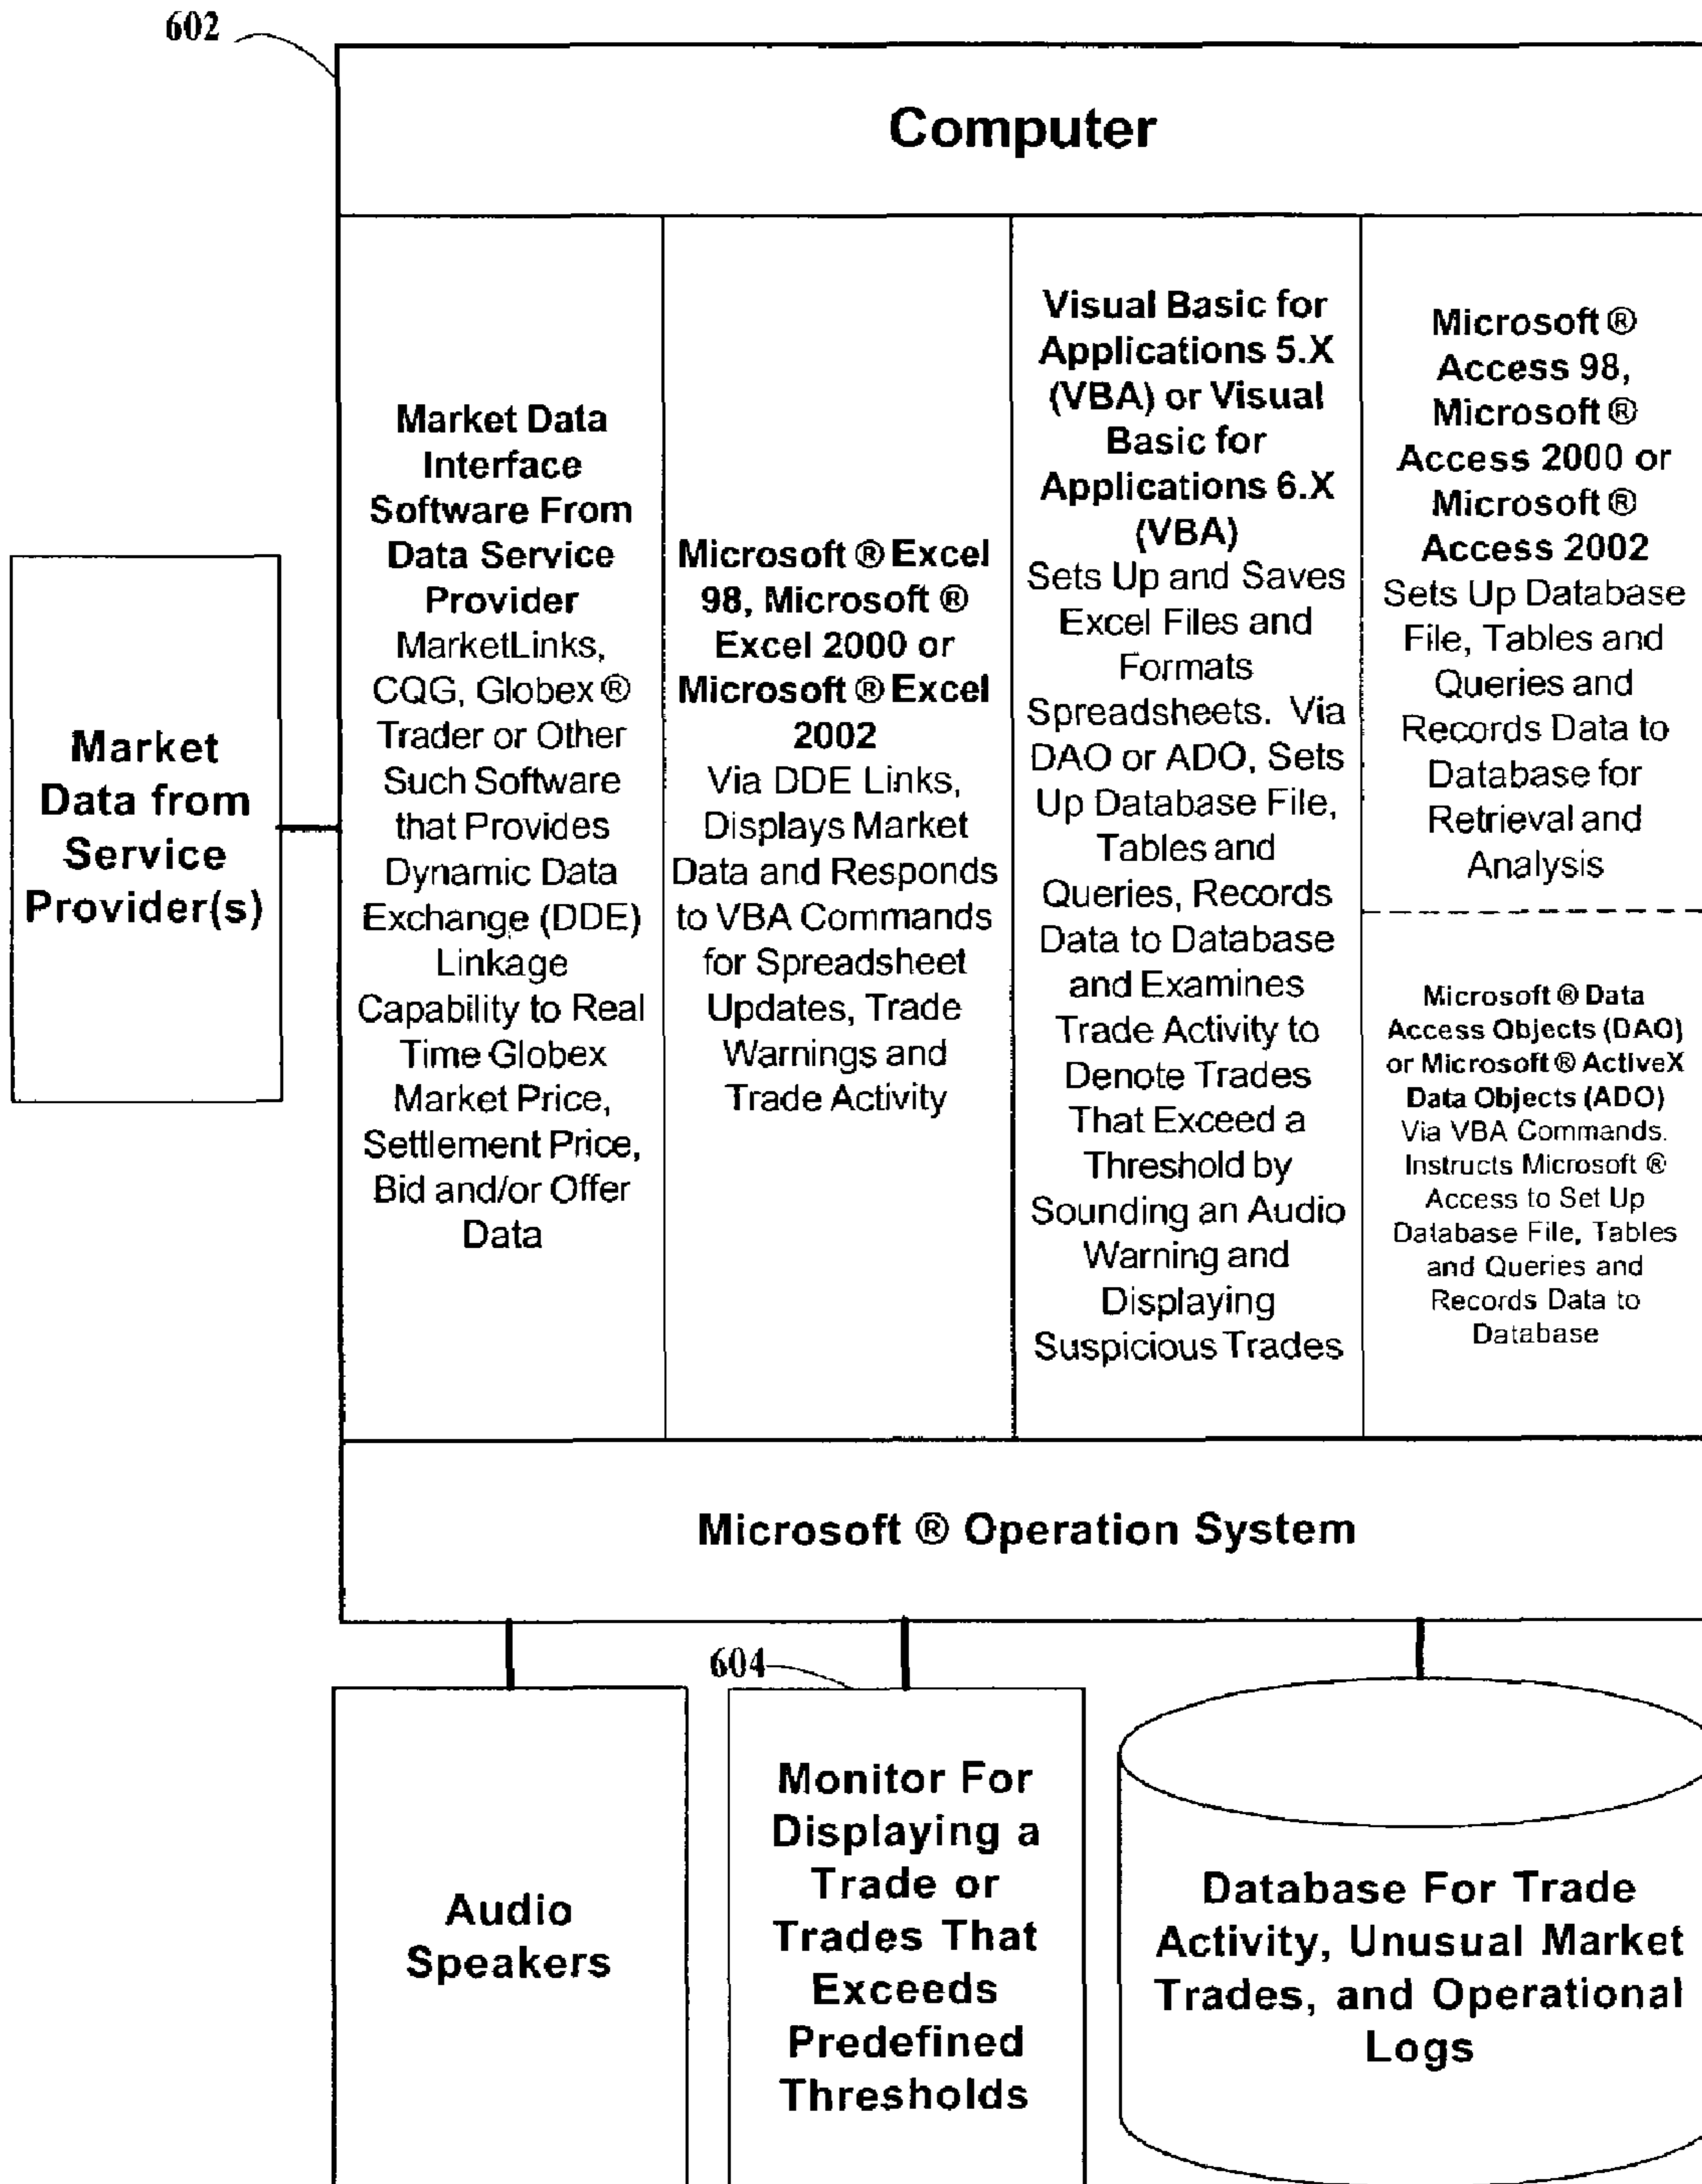 602
Computer
Market
Data from
Service
Provider(s)
Market Data
Interface
Software From
Data Service
Provider
MarketLinks,
CQG, Globex ®
Trader or Other
Such Software
that Provides
Dynamic Data
Exchange (DDE)
Linkage
Capability to Real
Time Globex
Market Price,
Settlement Price,
Bid and/or Offer
Data
Microsoft ® Excel
98, Microsoft ®
Excel 2000 or
Microsoft ® Excel
2002
Via DDE Links,
Displays Market
Data and Responds
to VBA Commands
for Spreadsheet
Updates, Trade
Warnings and
Trade Activity
Visual Basic for
Applications 5.X
(VBA) or Visual
Basic for
Applications 6.X
(VBA)
Sets Up and Saves
Excel Files and
Formats
Spreadsheets. Via
DAO or ADO, Sets
Up Database File,
Tables and
Queries, Records
Data to Database
and Examines
Trade Activity to
Denote Trades
That Exceed a
Threshold by
Sounding an Audio
Warning and
Displaying
Suspicious Trades
Microsoft ®
Access 98,
Microsoft ®
Access 2000 or
Microsoft ®
Access 2002
Sets Up Database
File, Tables and
Queries and
Records Data to
Database for
Retrieval and
Analysis
Microsoft ® Data
Access Objects (DAO)
or Microsoft ® ActiveX
Data Objects (ADO)
Via VBA Commands.
Instructs Microsoft ®
Access to Set Up
Database File, Tables
and Queries and
Records Data to
Database
Microsoft ® Operation System
604
Audio
Speakers
Monitor For
Displaying a
Trade or
Trades That
Exceeds
Predefined
Thresholds
Database For Trade
Activity, Unusual Market
Trades, and Operational
Logs